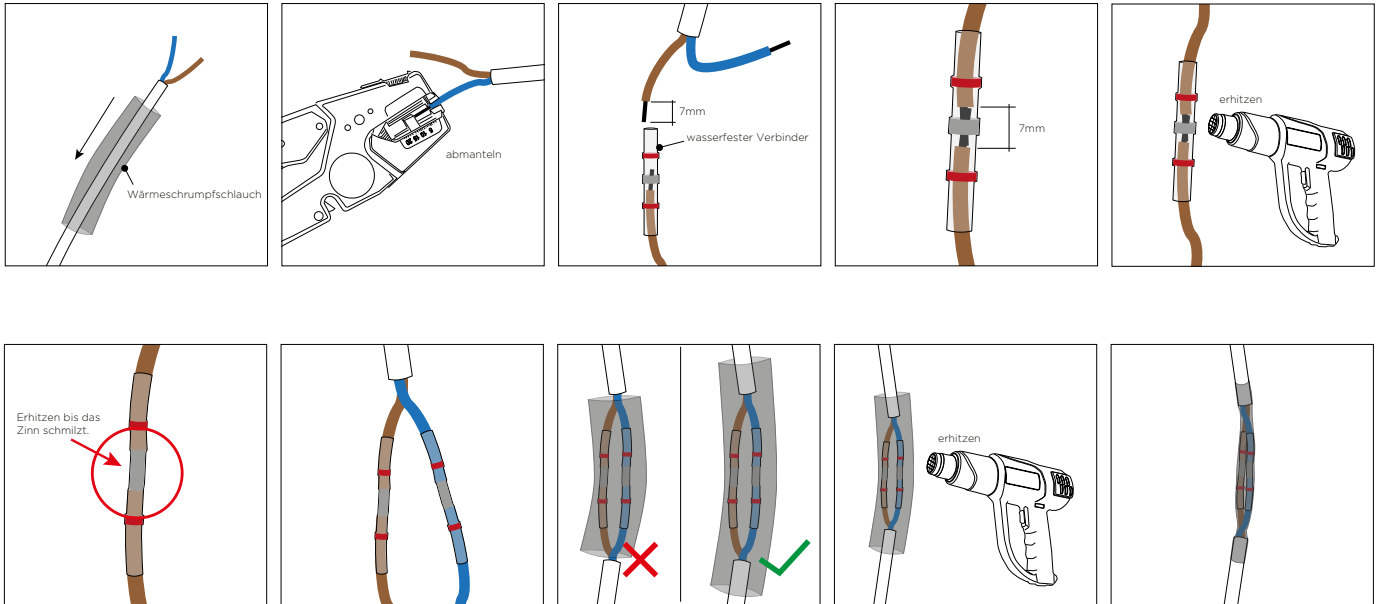 Wärmeschrumpfschlauch
abmanteln
7mm
wasserfester Verbinder
7mm
erhitzen
Erhitzen bis das
Zinn schmilzt.
erhitzen